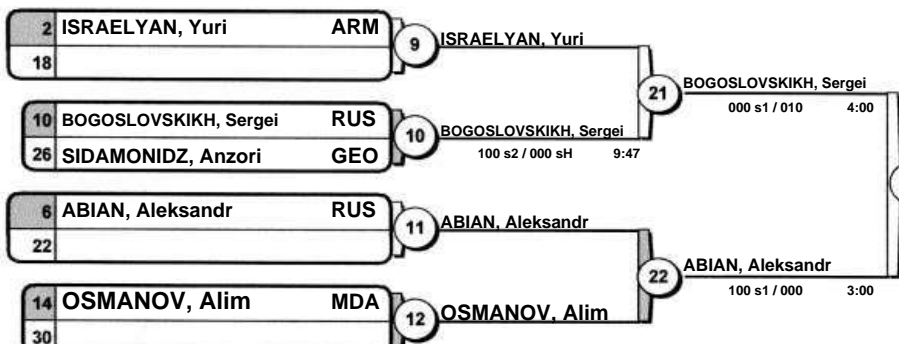 2 ISRAELYAN, Yuri ARM
18
9 ISRAELYAN, Yuri
10 BOGOSLOVSKIKH, Sergei RUS
26 SIDAMONIDZ, Anzori GEO
10 BOGOSLOVSKIKH, Sergei
100 s2 / 000 sH 9:47
21 BOGOSLOVSKIKH, Sergei
000 s1 / 010 4:00
6 ABIAN, Aleksandr RUS
22
11 ABIAN, Aleksandr
14 OSMANOV, Alim MDA
30
12 OSMANOV, Alim
22 ABIAN, Aleksandr
100 s1 / 000 3:00